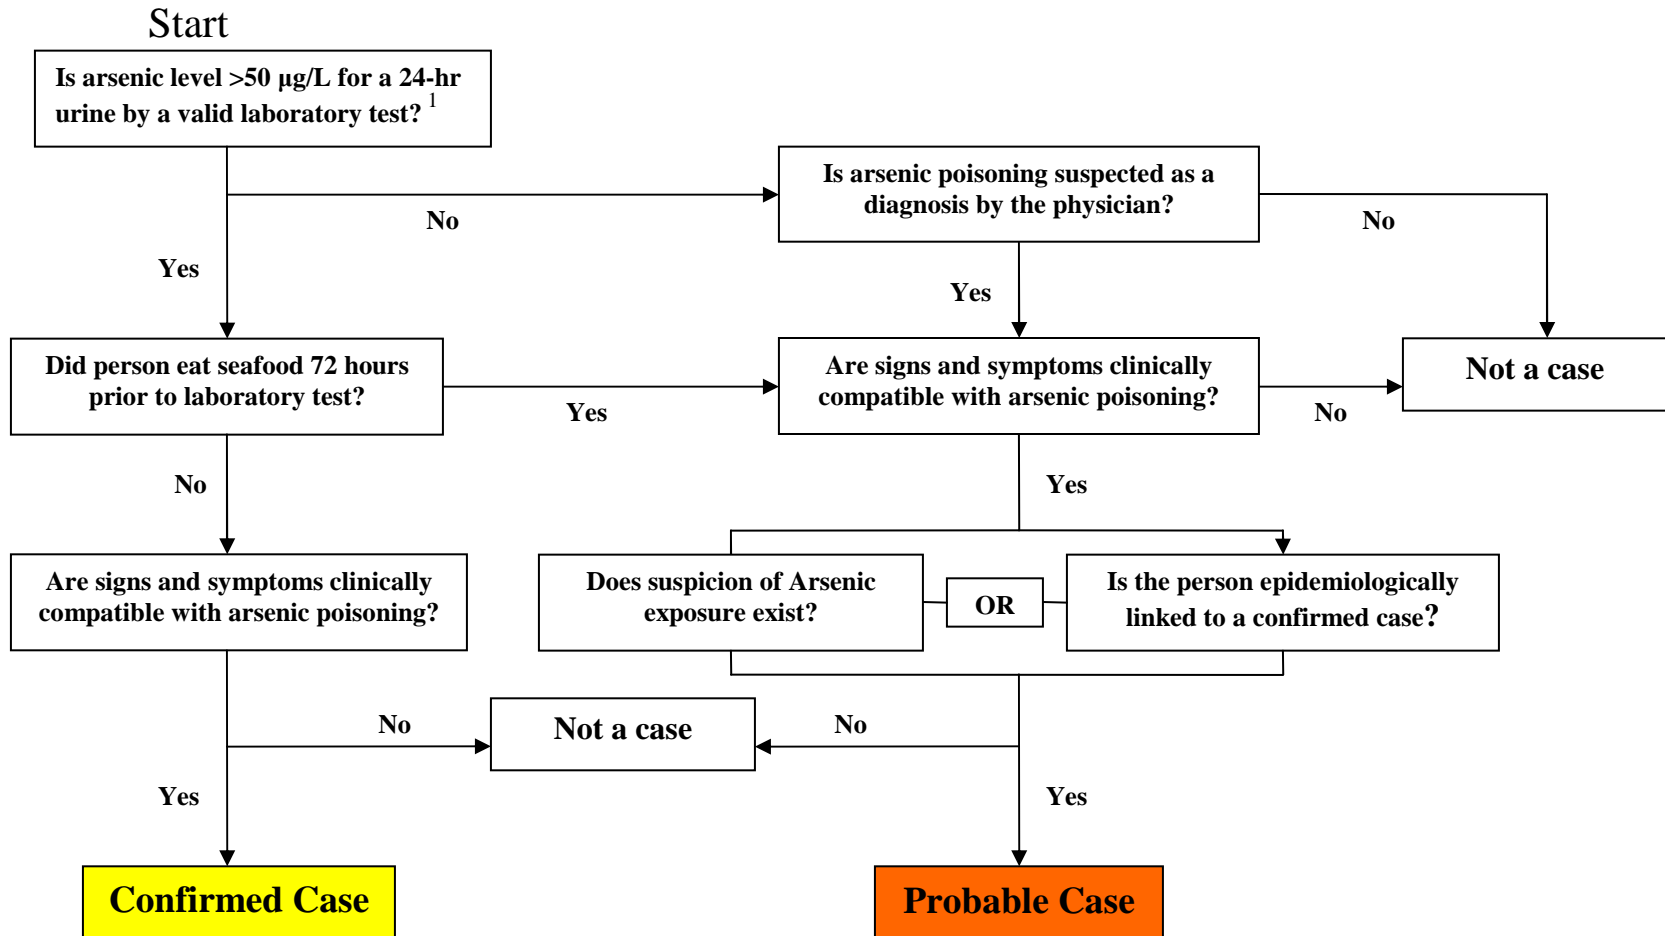 Start
Is arsenic level >50 µg/L for a 24-hr
urine by a valid laboratory test? 1
Is arsenic poisoning suspected as a
diagnosis by the physician?
No
No
Yes
Yes
Did person eat seafood 72 hours
prior to laboratory test?
Yes
Are signs and symptoms clinically
compatible with arsenic poisoning?
No
Not a case
No
Yes
Are signs and symptoms clinically
compatible with arsenic poisoning?
Does suspicion of Arsenic
exposure exist?
OR
Is the person epidemiologically
linked to a confirmed case?
No
Not a case
No
Yes
Yes
Confirmed Case
Probable Case